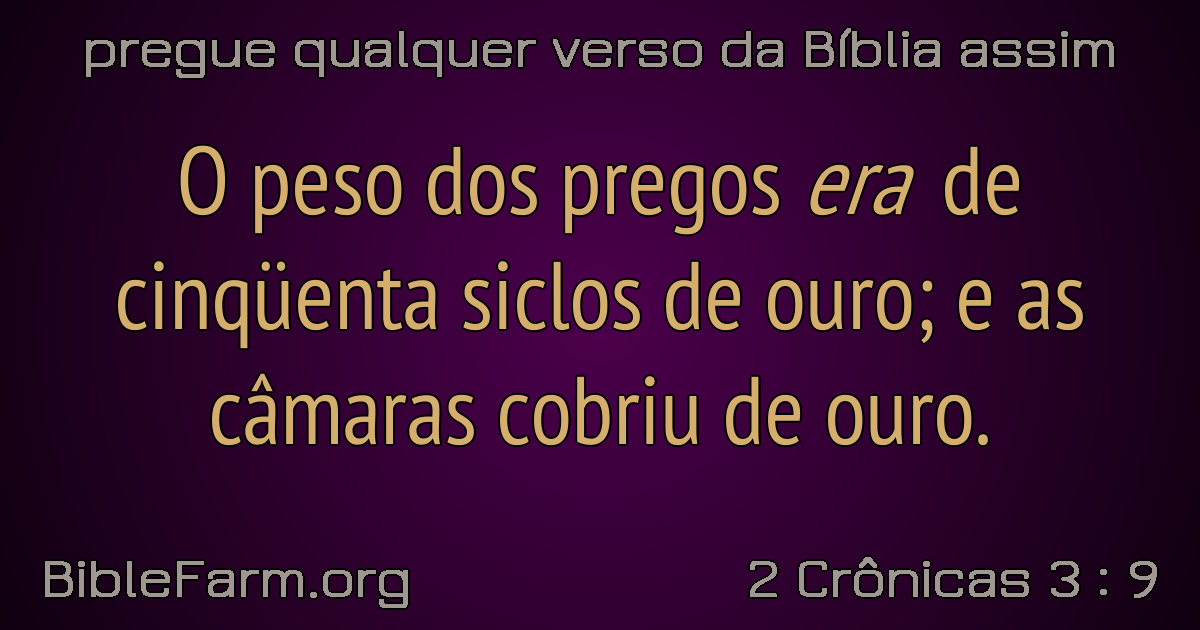 pregue qualquer verso da Bíblia assim
O peso dos pregos era de
cinqüenta siclos de ouro; e as
câmaras cobriu de ouro.
BibleFarm.org
2 Crônicas 3 : 9